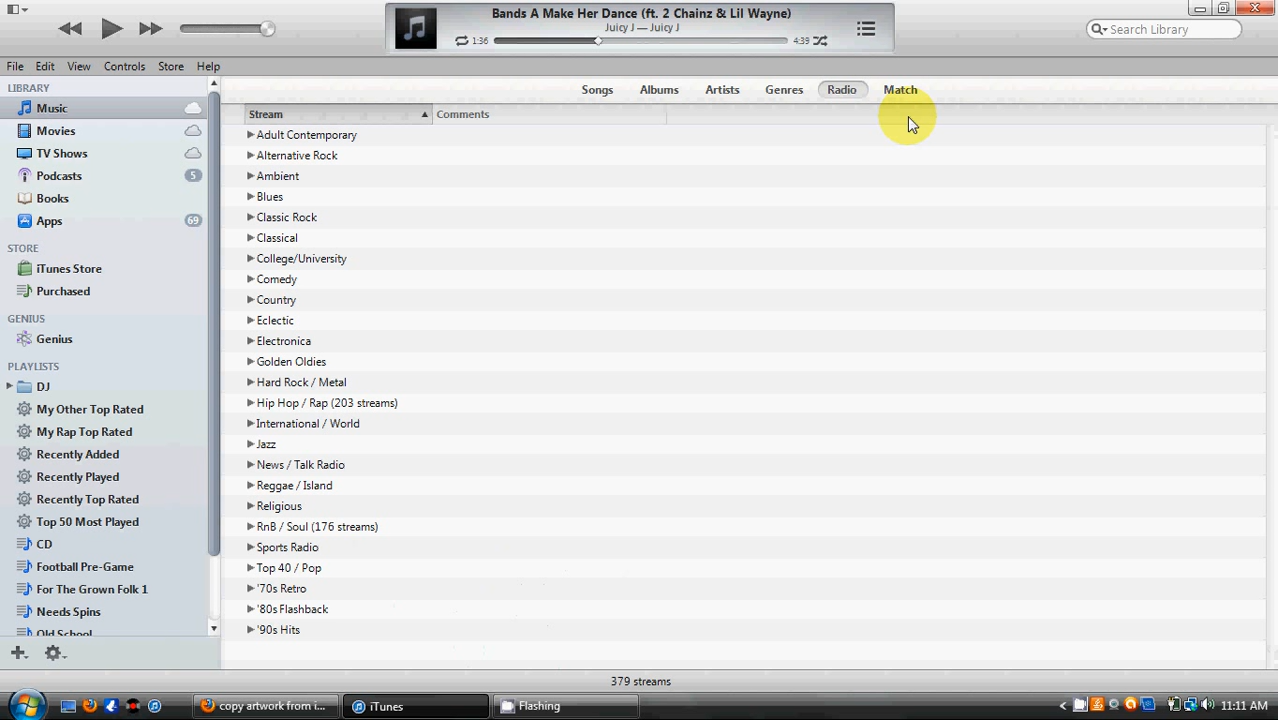 Bands A Make Her Dance (ft. 2 Chainz & Lil Wayne)
Juicy J — Juicy J
1:36
4:39
Search Library
File Edit View Controls Store Help
LIBRARY
Music
Movies
TV Shows
Podcasts 5
Books
Apps 69
STORE
iTunes Store
Purchased
GENIUS
Genius
PLAYLISTS
DJ
My Other Top Rated
My Rap Top Rated
Recently Added
Recently Played
Recently Top Rated
Top 50 Most Played
CD
Football Pre-Game
For The Grown Folk 1
Needs Spins
Old School
Songs Albums Artists Genres Radio Match
Stream Comments
Adult Contemporary
Alternative Rock
Ambient
Blues
Classic Rock
Classical
College/University
Comedy
Country
Eclectic
Electronica
Golden Oldies
Hard Rock / Metal
Hip Hop / Rap (203 streams)
International / World
Jazz
News / Talk Radio
Reggae / Island
Religious
RnB / Soul (176 streams)
Sports Radio
Top 40 / Pop
'70s Retro
'80s Flashback
'90s Hits
379 streams
copy artwork from i...
iTunes
Flashing
11:11 AM